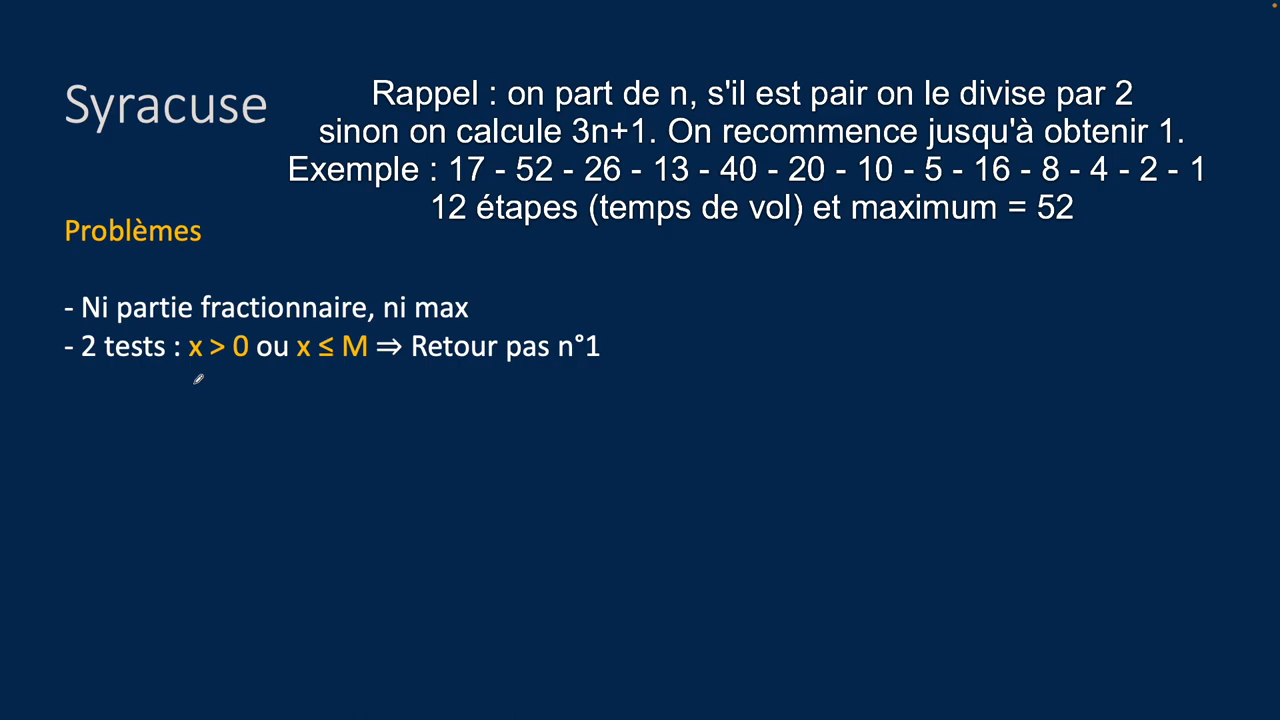 Syracuse
Rappel : on part de n, s'il est pair on le divise par 2
sinon on calcule 3n+1. On recommence jusqu'à obtenir 1.
Exemple : 17 - 52 - 26 - 13 - 40 - 20 - 10 - 5 - 16 - 8 - 4 - 2 - 1
12 étapes (temps de vol) et maximum = 52
Problèmes
- Ni partie fractionnaire, ni max
- 2 tests : x > 0 ou x ≤ M ⇒ Retour pas n°1